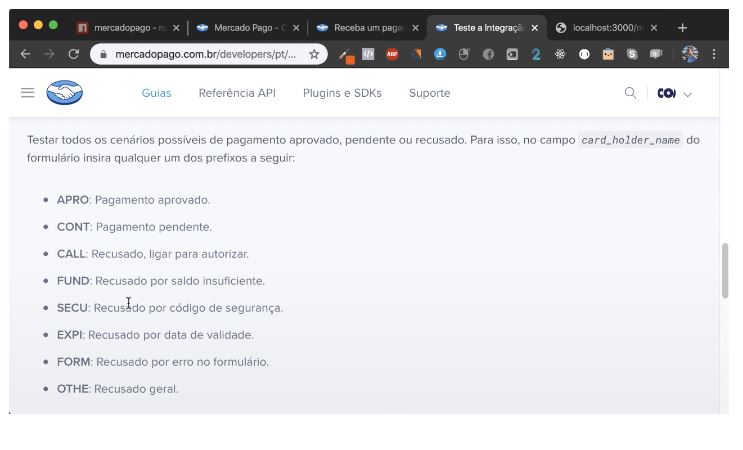 mercadopago - n
Mercado Pago - C
Receba um pagar
Teste a Integraçã
localhost:3000/m
mercadopago.com.br/developers/pt/...
Guias
Referência API
Plugins e SDKs
Suporte
Testar todos os cenários possíveis de pagamento aprovado, pendente ou recusado. Para isso, no campo card_holder_name do
formulário insira qualquer um dos prefixos a seguir:
APRO: Pagamento aprovado.
CONT: Pagamento pendente.
CALL: Recusado, ligar para autorizar.
FUND: Recusado por saldo insuficiente.
SECU: Recusado por código de segurança.
EXPI: Recusado por data de validade.
FORM: Recusado por erro no formulário.
OTHE: Recusado geral.